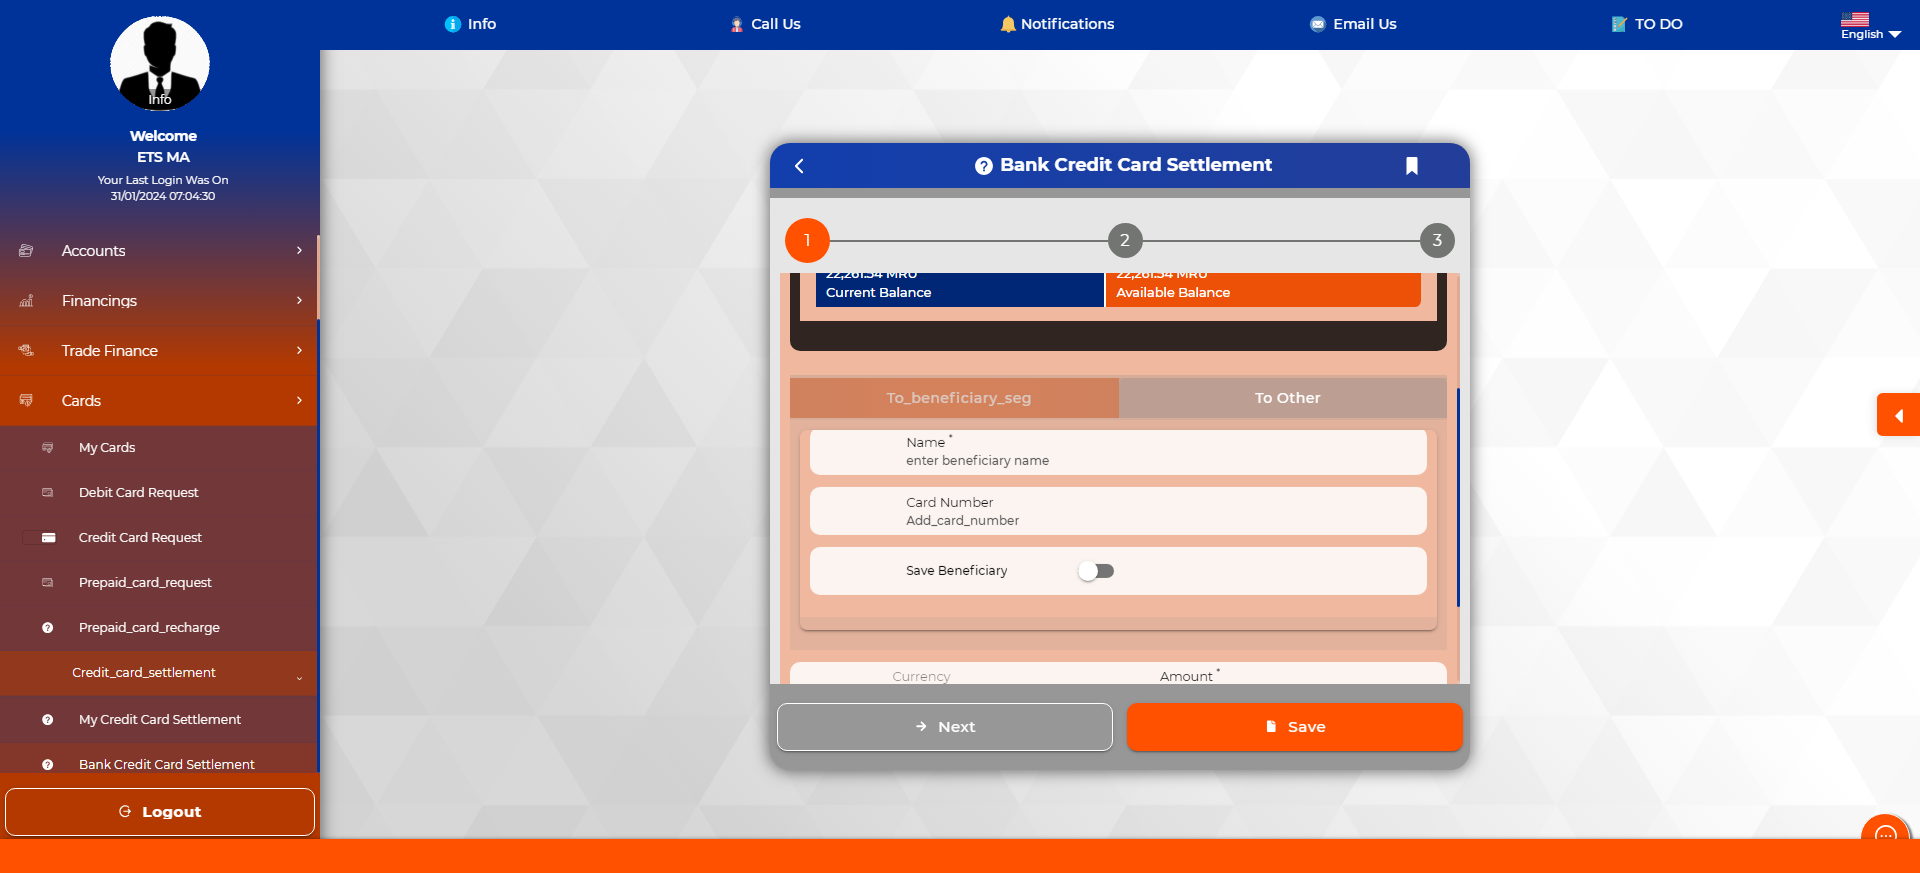 Info
Call Us
Notifications
Email Us
TO DO
English
Info
Welcome
ETS MA
Your Last Login Was On
31/01/2024 07:04:30
Accounts
Financings
Trade Finance
Cards
My Cards
Debit Card Request
Credit Card Request
Prepaid_card_request
Prepaid_card_recharge
Credit_card_settlement
My Credit Card Settlement
Bank Credit Card Settlement
Logout
Bank Credit Card Settlement
1
2
3
22,261.54 MRU
Current Balance
22,261.54 MRU
Available Balance
To_beneficiary_seg
To Other
Name *
enter beneficiary name
Card Number
Add_card_number
Save Beneficiary
Currency
Amount *
Next
Save